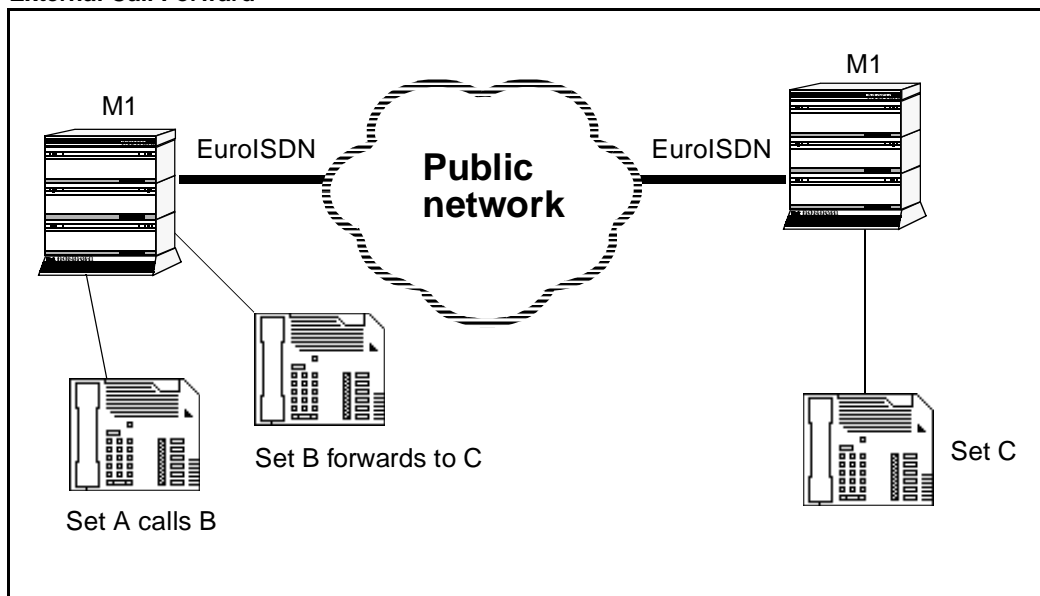 External Call Forward
M1
M1
EuroISDN
EuroISDN
Public
network
Set B forwards to C
Set C
Set A calls B